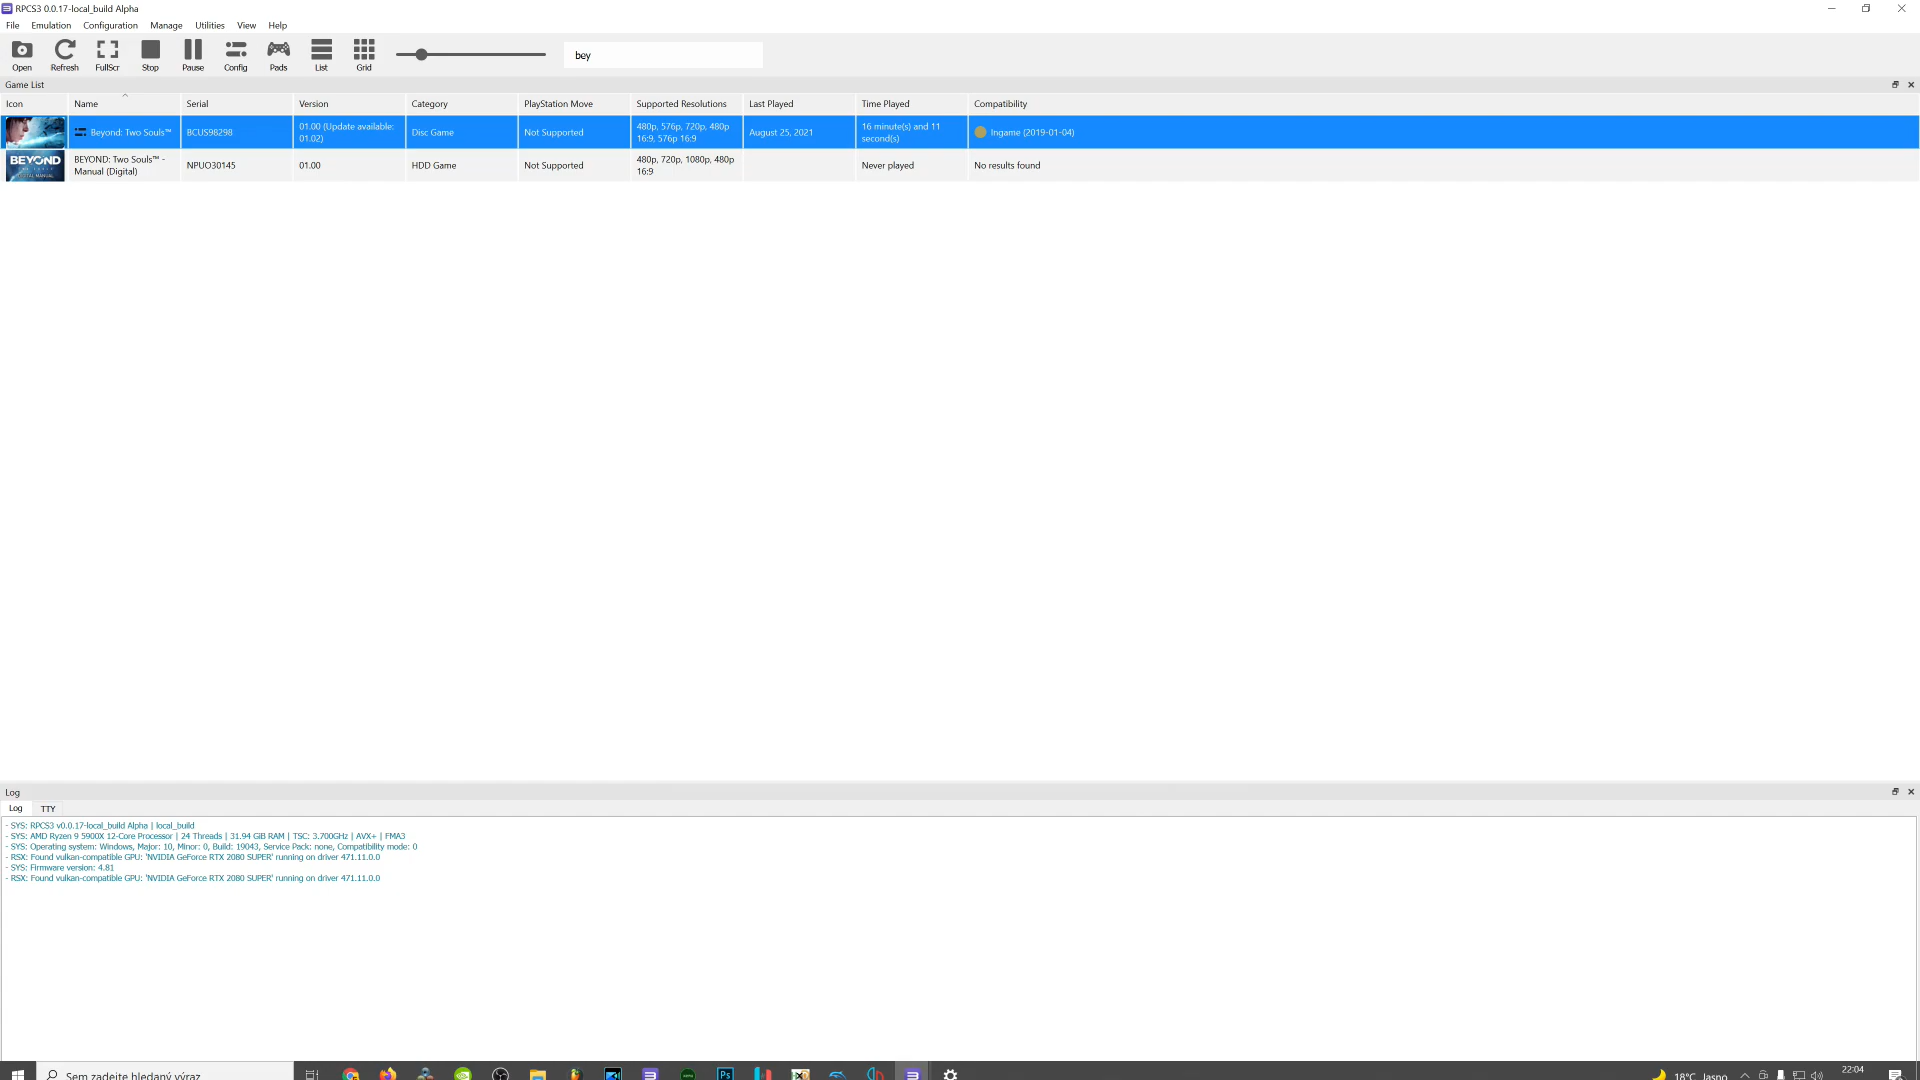 RPCS3 0.0.17-local_build Alpha
File Emulation Configuration Manage Utilities View Help
Open Refresh FullScr Stop Pause Config Pads List Grid
bey
Game List
Icon Name Serial Version Category PlayStation Move Supported Resolutions Last Played Time Played Compatibility
Beyond: Two Souls™ BCUS98298 01.00 (Update available: 01.02) Disc Game Not Supported 480p, 576p, 720p, 480p 16:9, 576p 16:9 August 25, 2021 16 minute(s) and 11 second(s) Ingame (2019-01-04)
BEYOND
BEYOND: Two Souls™ - Manual (Digital) NPUO30145 01.00 HDD Game Not Supported 480p, 720p, 1080p, 480p 16:9 Never played No results found
Log
Log TTY
- SYS: RPCS3 v0.0.17-local_build Alpha | local_build
- SYS: AMD Ryzen 9 5900X 12-Core Processor | 24 Threads | 31.94 GiB RAM | TSC: 3.700GHz | AVX+ | FMA3
- SYS: Operating system: Windows, Major: 10, Minor: 0, Build: 19043, Service Pack: none, Compatibility mode: 0
- RSX: Found vulkan-compatible GPU: 'NVIDIA GeForce RTX 2080 SUPER' running on driver 471.11.0.0
- SYS: Firmware version: 4.81
- RSX: Found vulkan-compatible GPU: 'NVIDIA GeForce RTX 2080 SUPER' running on driver 471.11.0.0
Sem zadejte hledaný výraz
Ps
18°C Jasno
22:04